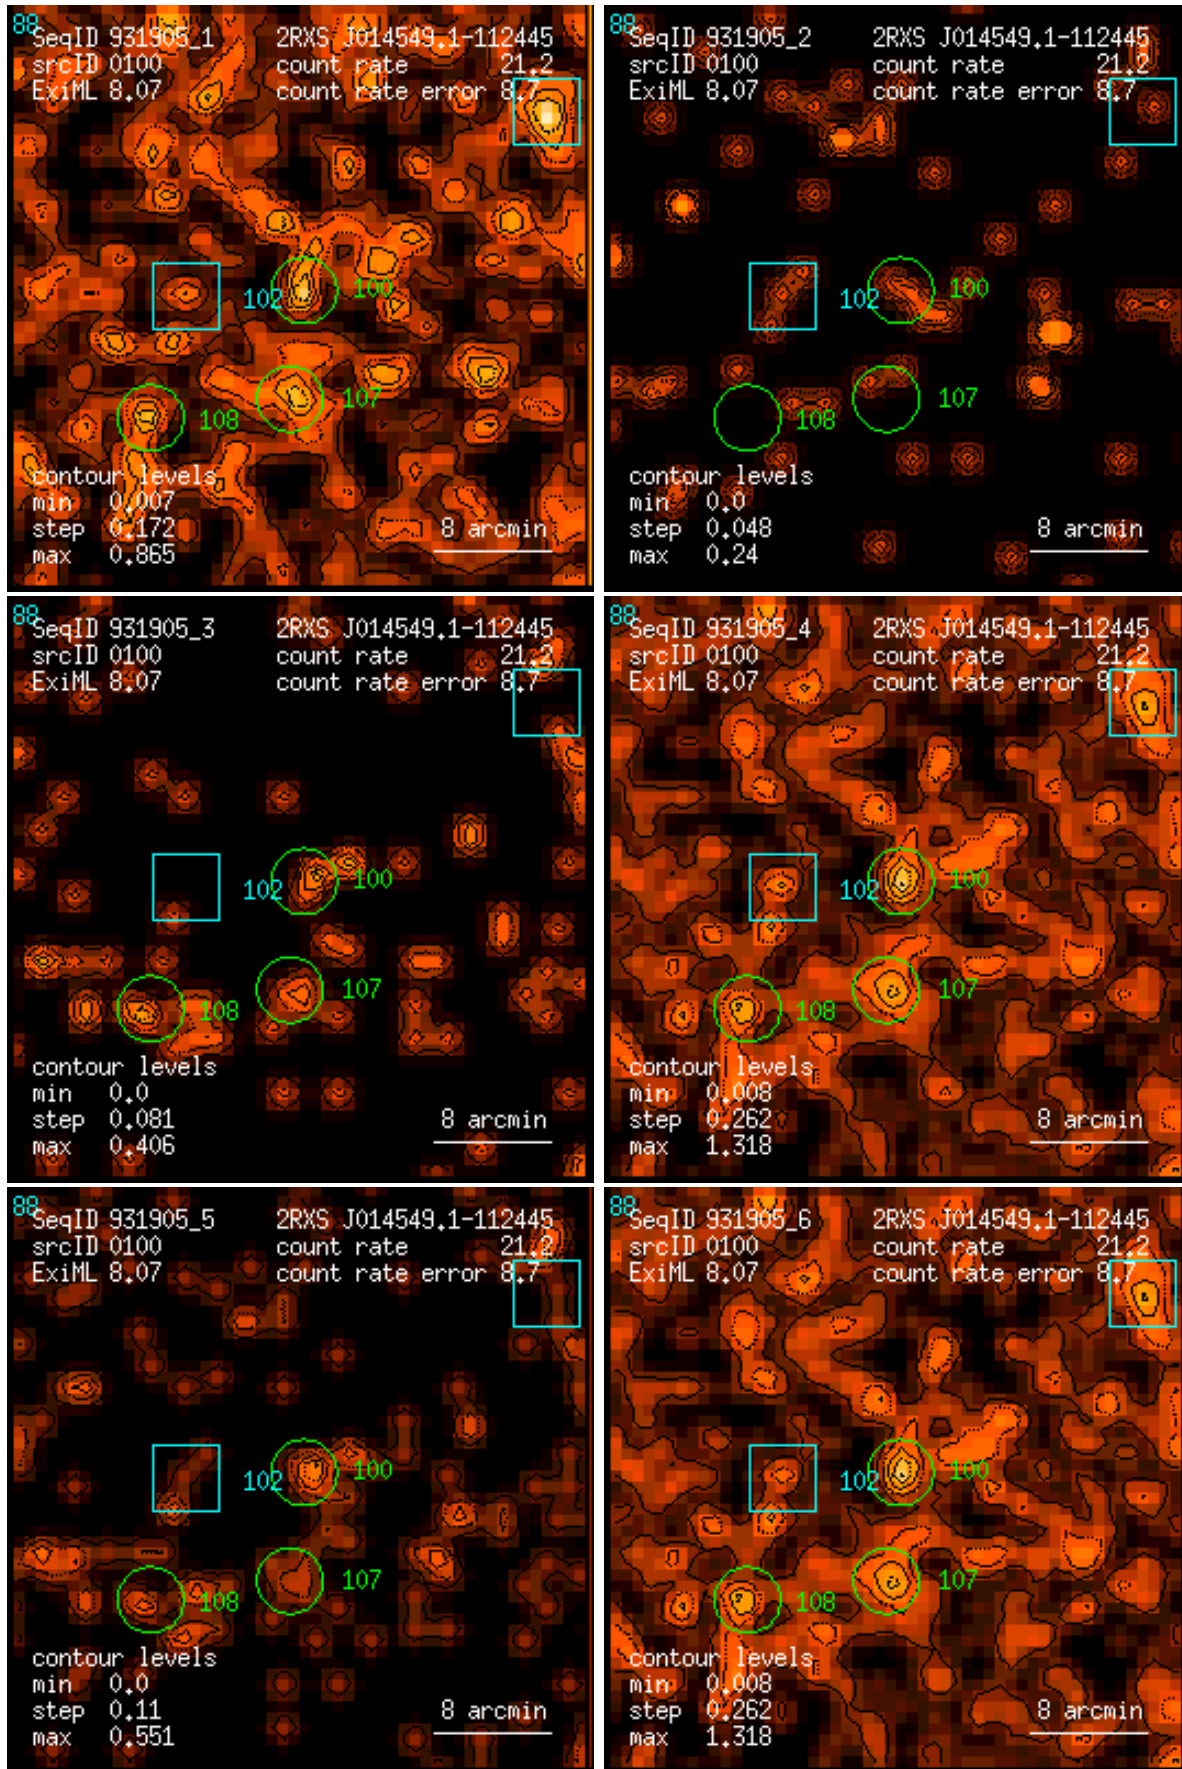 88
SeqID 931905_1 2RXS J014549.1-112445
srcID 0100 count rate 21.2
ExiML 8.07 count rate error 8.7
102 100
108 107
contour levels
min 0.007
step 0.172 8 arcmin
max 0.865
88
SeqID 931905_2 2RXS J014549.1-112445
srcID 0100 count rate 21.2
ExiML 8.07 count rate error 8.7
102 100
108 107
contour levels
min 0.0
step 0.048 8 arcmin
max 0.24
88
SeqID 931905_3 2RXS J014549.1-112445
srcID 0100 count rate 21.2
ExiML 8.07 count rate error 8.7
102 100
108 107
contour levels
min 0.0
step 0.081 8 arcmin
max 0.406
88
SeqID 931905_4 2RXS J014549.1-112445
srcID 0100 count rate 21.2
ExiML 8.07 count rate error 8.7
102 100
108 107
contour levels
min 0.008
step 0.262 8 arcmin
max 1.318
88
SeqID 931905_5 2RXS J014549.1-112445
srcID 0100 count rate 21.2
ExiML 8.07 count rate error 8.7
102 100
108 107
contour levels
min 0.0
step 0.11 8 arcmin
max 0.551
88
SeqID 931905_6 2RXS J014549.1-112445
srcID 0100 count rate 21.2
ExiML 8.07 count rate error 8.7
102 100
108 107
contour levels
min 0.008
step 0.262 8 arcmin
max 1.318